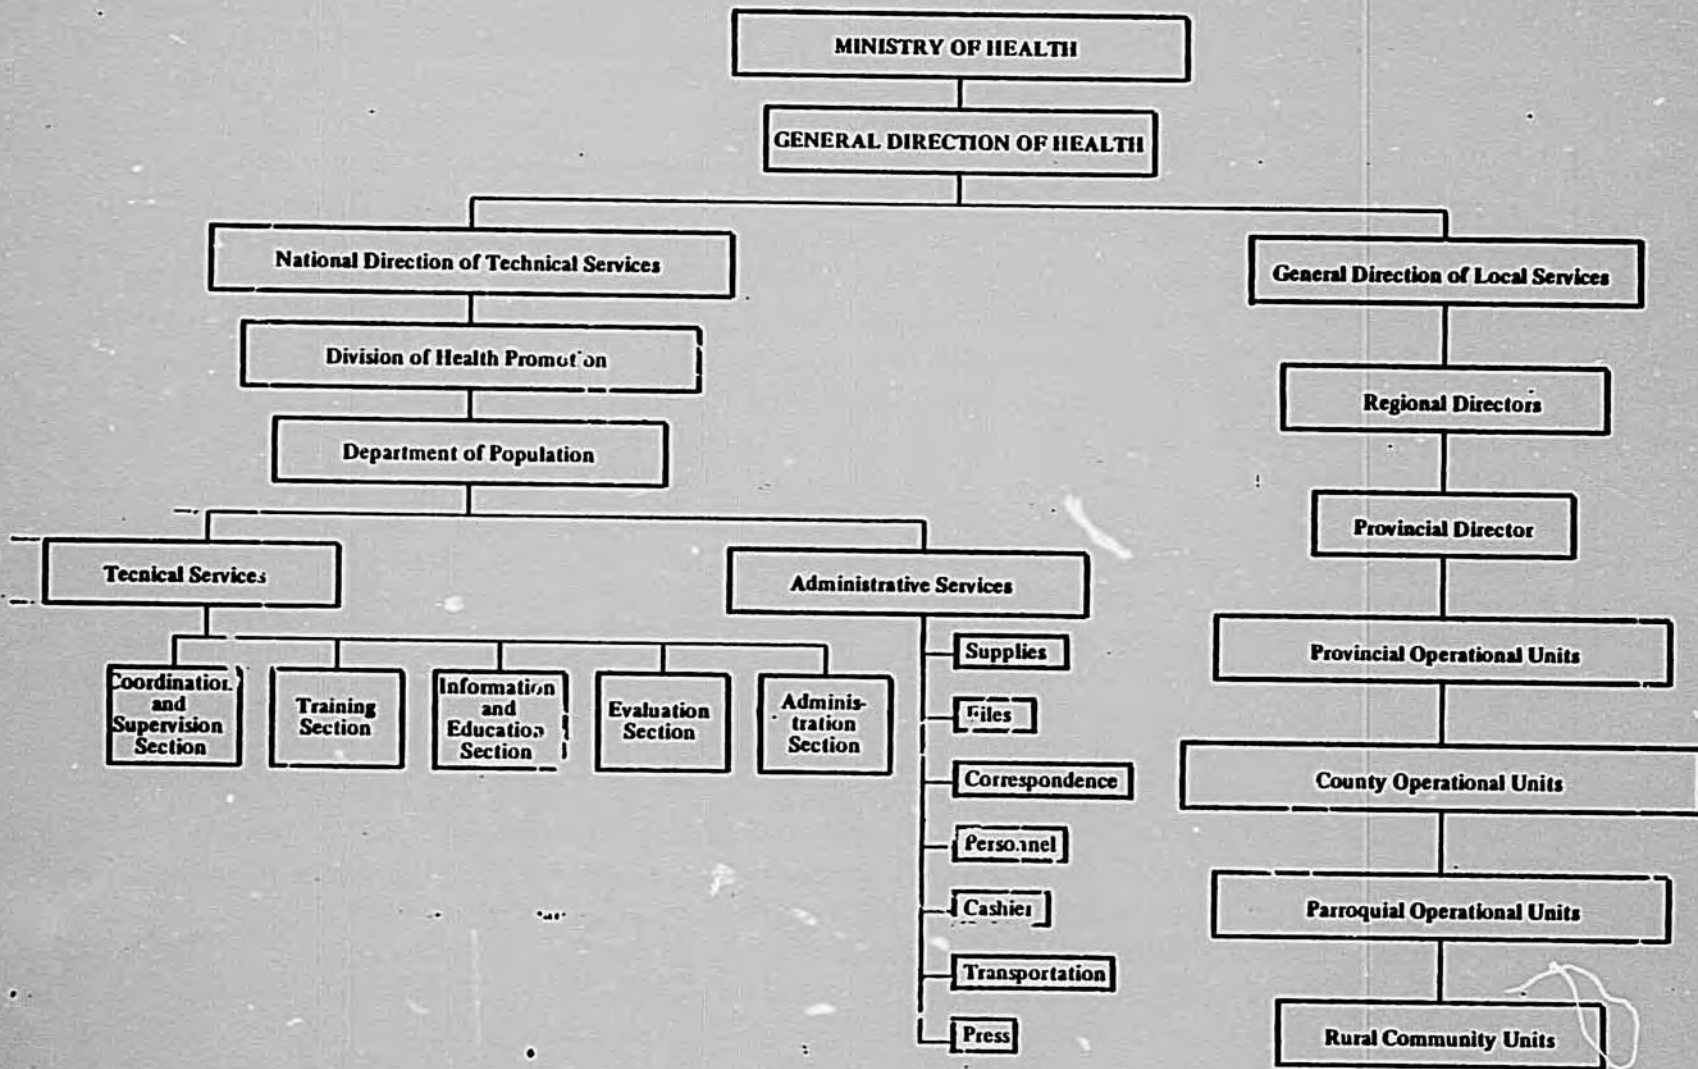 MINISTRY OF HEALTH
GENERAL DIRECTION OF HEALTH
National Direction of Technical Services
General Direction of Local Services
Division of Health Promotion
Regional Directors
Department of Population
Provincial Director
Tecnical Services
Administrative Services
Coordination
and
Supervision
Section
Training
Section
Information
and
Education
Section
Evaluation
Section
Adminis-
tration
Section
Supplies
Files
Correspondence
Personnel
Cashier
Transportation
Press
Provincial Operational Units
County Operational Units
Parroquial Operational Units
Rural Community Units